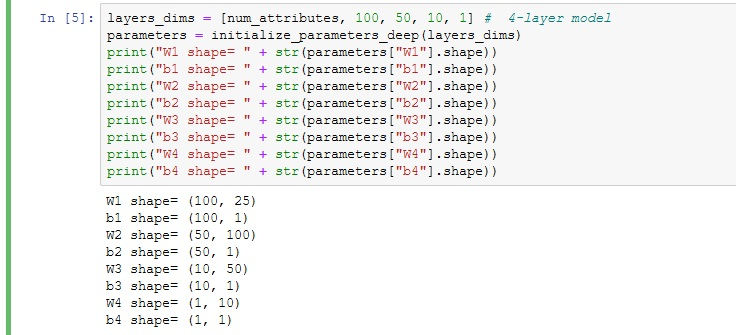 In [5]: layers_dims = [num_attributes, 100, 50, 10, 1] #  4-layer model
parameters = initialize_parameters_deep(layers_dims)
print("W1 shape= " + str(parameters["W1"].shape))
print("b1 shape= " + str(parameters["b1"].shape))
print("W2 shape= " + str(parameters["W2"].shape))
print("b2 shape= " + str(parameters["b2"].shape))
print("W3 shape= " + str(parameters["W3"].shape))
print("b3 shape= " + str(parameters["b3"].shape))
print("W4 shape= " + str(parameters["W4"].shape))
print("b4 shape= " + str(parameters["b4"].shape))
W1 shape= (100, 25)
b1 shape= (100, 1)
W2 shape= (50, 100)
b2 shape= (50, 1)
W3 shape= (10, 50)
b3 shape= (10, 1)
W4 shape= (1, 10)
b4 shape= (1, 1)